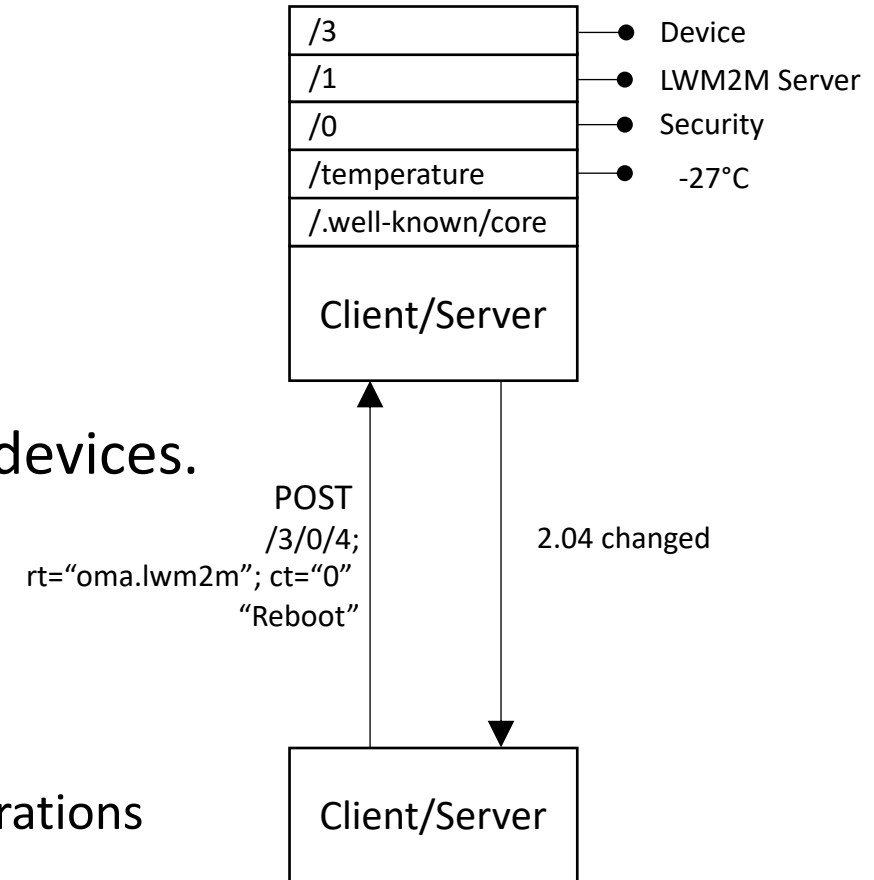 /3
Device
/1
LWM2M Server
/0
Security
/temperature
-27°C
/.well-known/core
Client/Server
devices.
POST
/3/0/4;
rt=“oma.lwm2m”; ct=“0”
“Reboot”
2.04 changed
rations
Client/Server